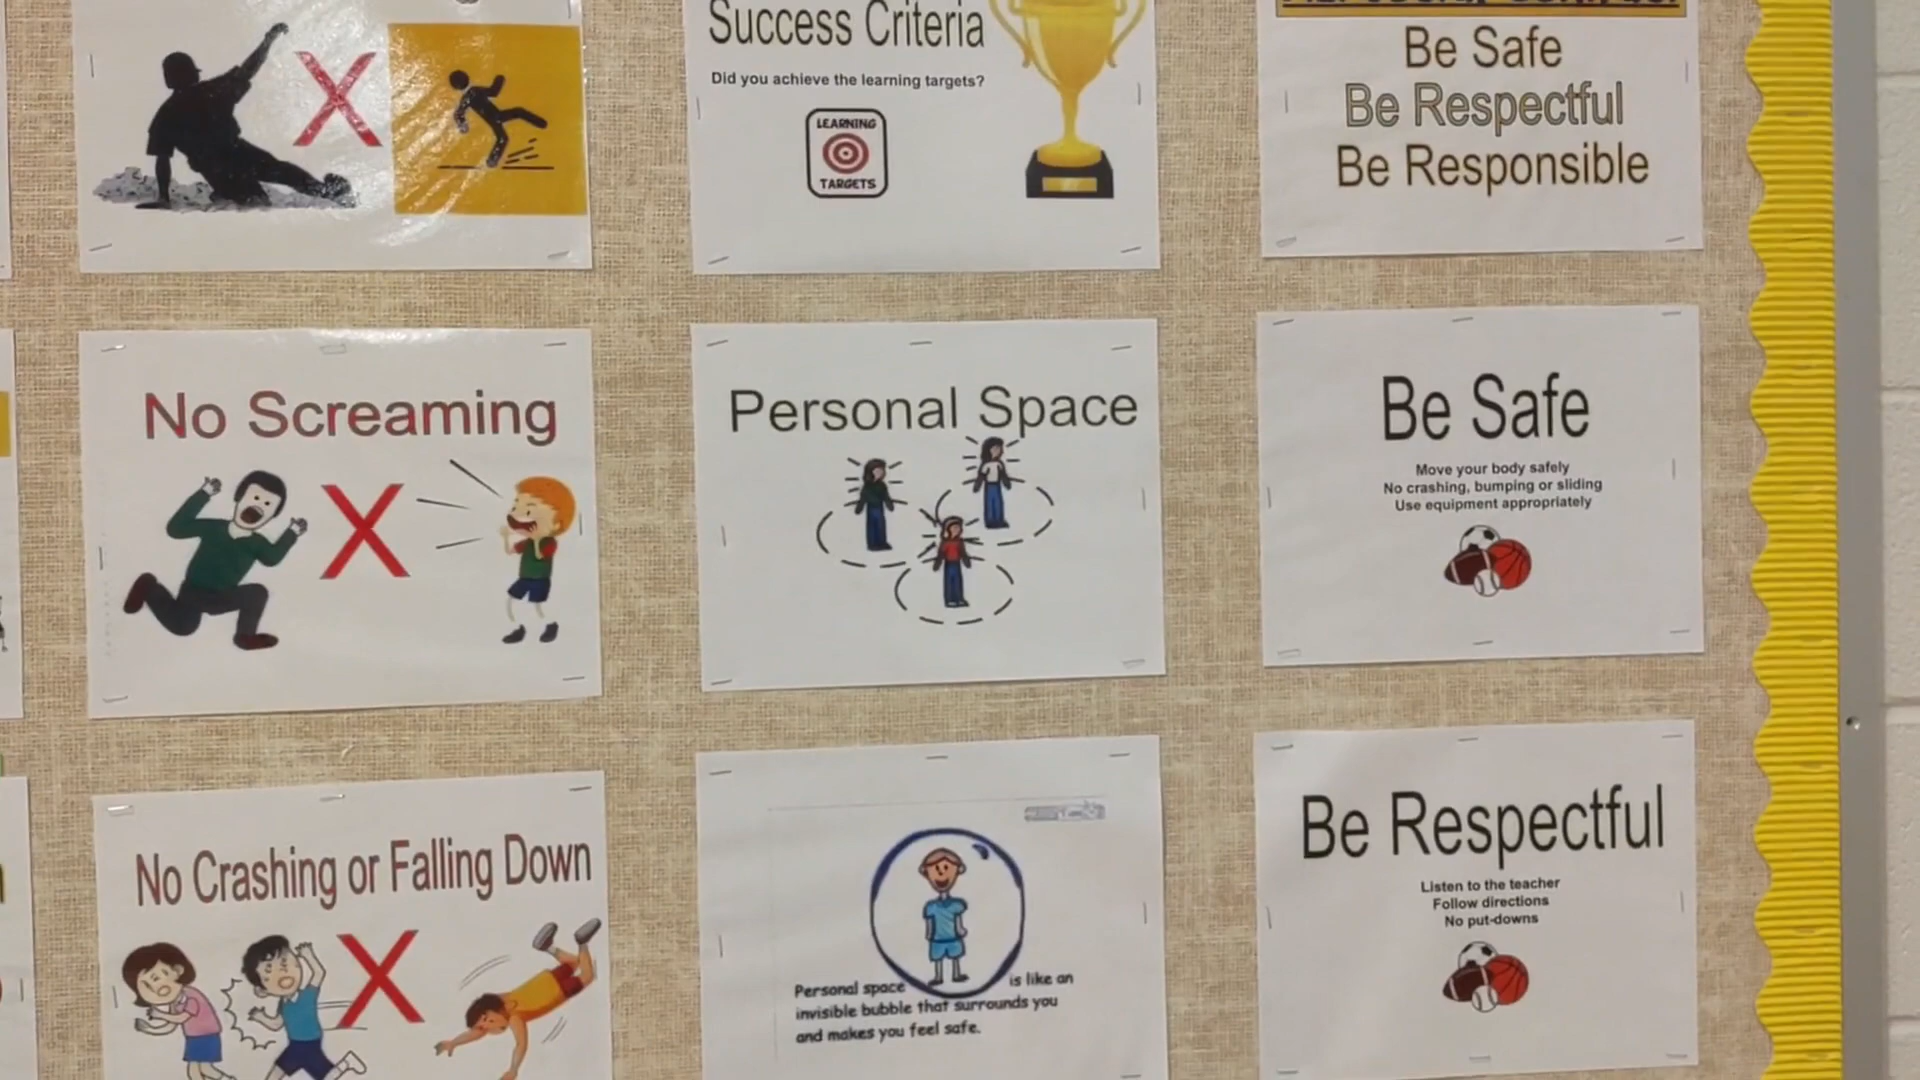 Success Criteria
Did you achieve the learning targets?
LEARNING
TARGETS
Be Safe
Be Respectful
Be Responsible
No Screaming
X
Personal Space
Be Safe
Move your body safely
No crashing, bumping or sliding
Use equipment appropriately
No Crashing or Falling Down
X
Personal space is like an
invisible bubble that surrounds you
and makes you feel safe.
Be Respectful
Listen to the teacher
Follow directions
No put-downs